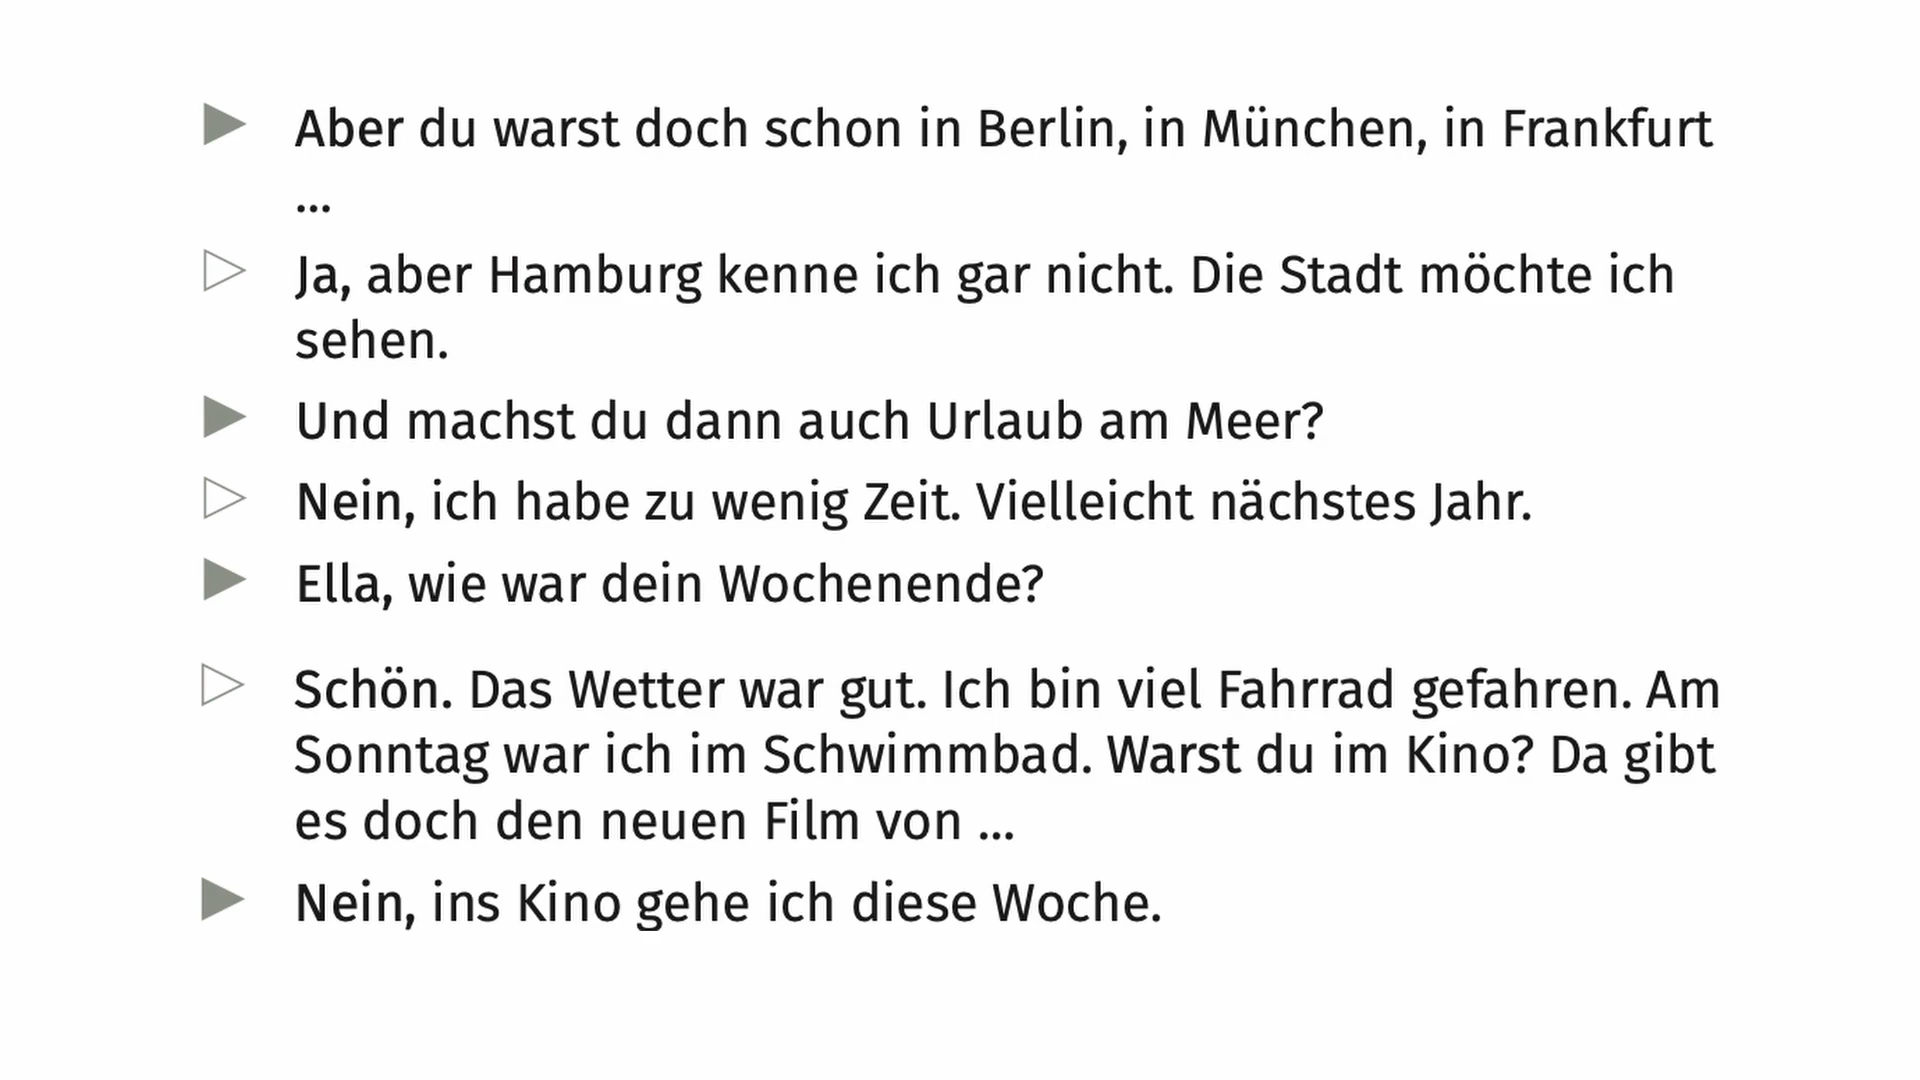 Aber du warst doch schon in Berlin, in München, in Frankfurt
...
Ja, aber Hamburg kenne ich gar nicht. Die Stadt möchte ich
sehen.
Und machst du dann auch Urlaub am Meer?
Nein, ich habe zu wenig Zeit. Vielleicht nächstes Jahr.
Ella, wie war dein Wochenende?
Schön. Das Wetter war gut. Ich bin viel Fahrrad gefahren. Am
Sonntag war ich im Schwimmbad. Warst du im Kino? Da gibt
es doch den neuen Film von ...
Nein, ins Kino gehe ich diese Woche.